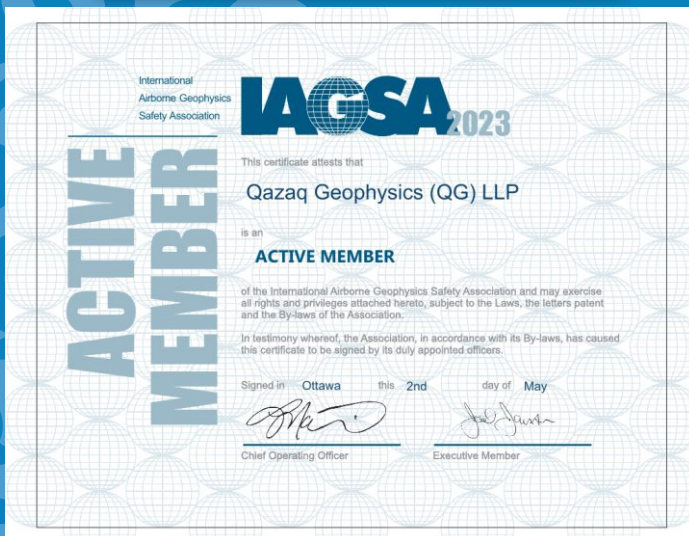 International
Airborne Geophysics
Safety Association
IAGSA 2023
ACTIVE
MEMBER
This certificate attests that
Qazaq Geophysics (QG) LLP
is an
ACTIVE MEMBER
of the International Airborne Geophysics Safety Association and may exercise
all rights and privileges attached hereto, subject to the Laws, the letters patent
and the By-laws of the Association.
In testimony whereof, the Association, in accordance with its By-laws, has caused
this certificate to be signed by its duly appointed officers.
Signed in Ottawa this 2nd day of May
Chief Operating Officer Executive Member